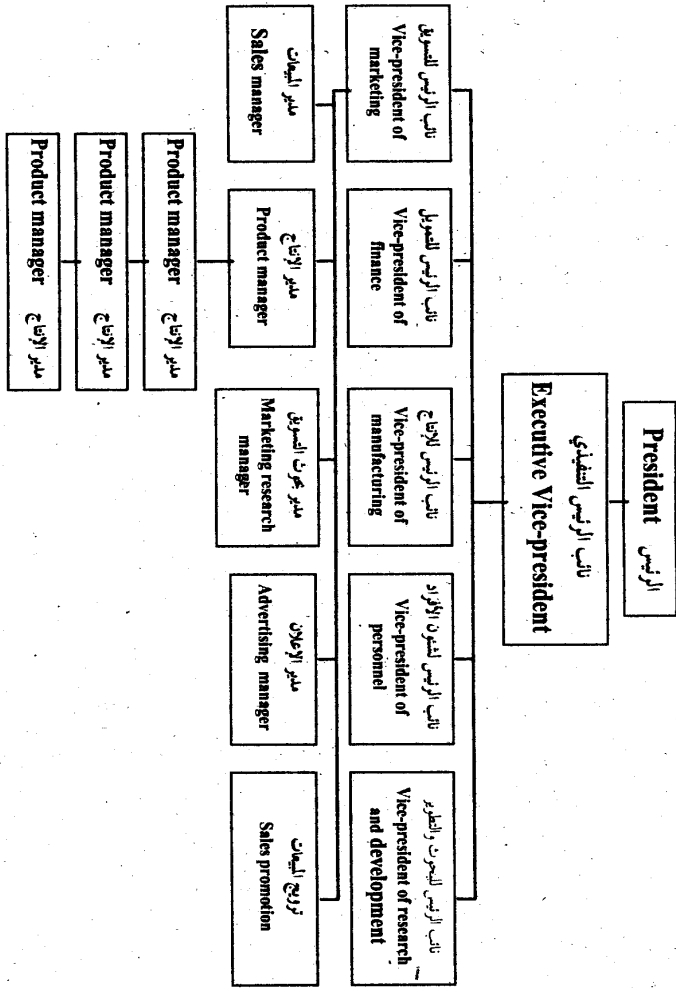 President الرئيس
نائب الرئيس التنفيذي
Executive Vice-president
نائب الرئيس للتسويق
Vice-president of
marketing
نائب الرئيس للتمويل
Vice-president of
finance
نائب الرئيس للإنتاج
Vice-president of
manufacturing
نائب الرئيس لشئون الأفراد
Vice-president of
personnel
نائب الرئيس للبحوث والتطوير
Vice-president of research
and development
مدير المبيعات
Sales manager
مدير الإنتاج
Product manager
مدير بحوث التسويق
Marketing research
manager
مدير الإعلان
Advertising manager
ترويج المبيعات
Sales promotion
Product manager مدير الإنتاج
Product manager مدير الإنتاج
Product manager مدير الإنتاج